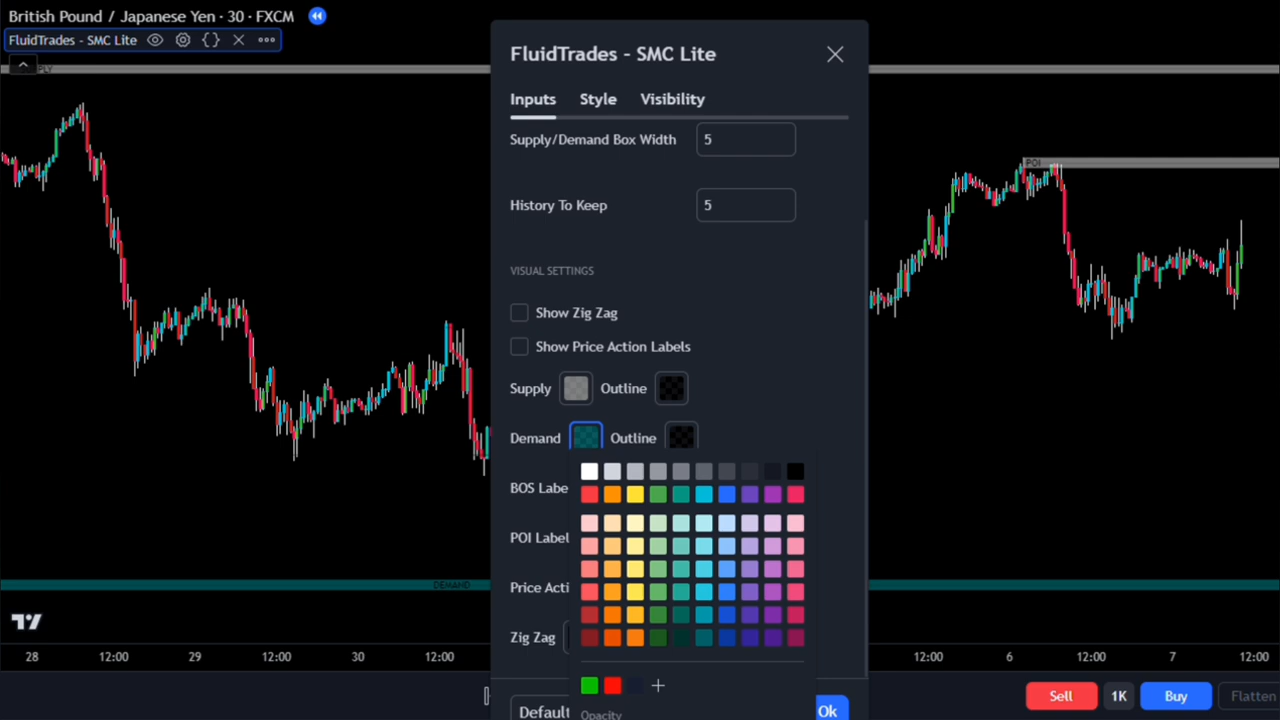 British Pound / Japanese Yen · 30 · FXCM
FluidTrades - SMC Lite
FluidTrades - SMC Lite
Inputs Style Visibility
Supply/Demand Box Width 5
History To Keep 5
VISUAL SETTINGS
Show Zig Zag
Show Price Action Labels
Supply Outline
Demand Outline
BOS Labe
POI Label
Price Acti
Zig Zag
Default
Opacity
Ok
POI
DEMAND
28 12:00 29 12:00 30 12:00 12:00 6 12:00 7 12:00
Sell 1K Buy Flatten